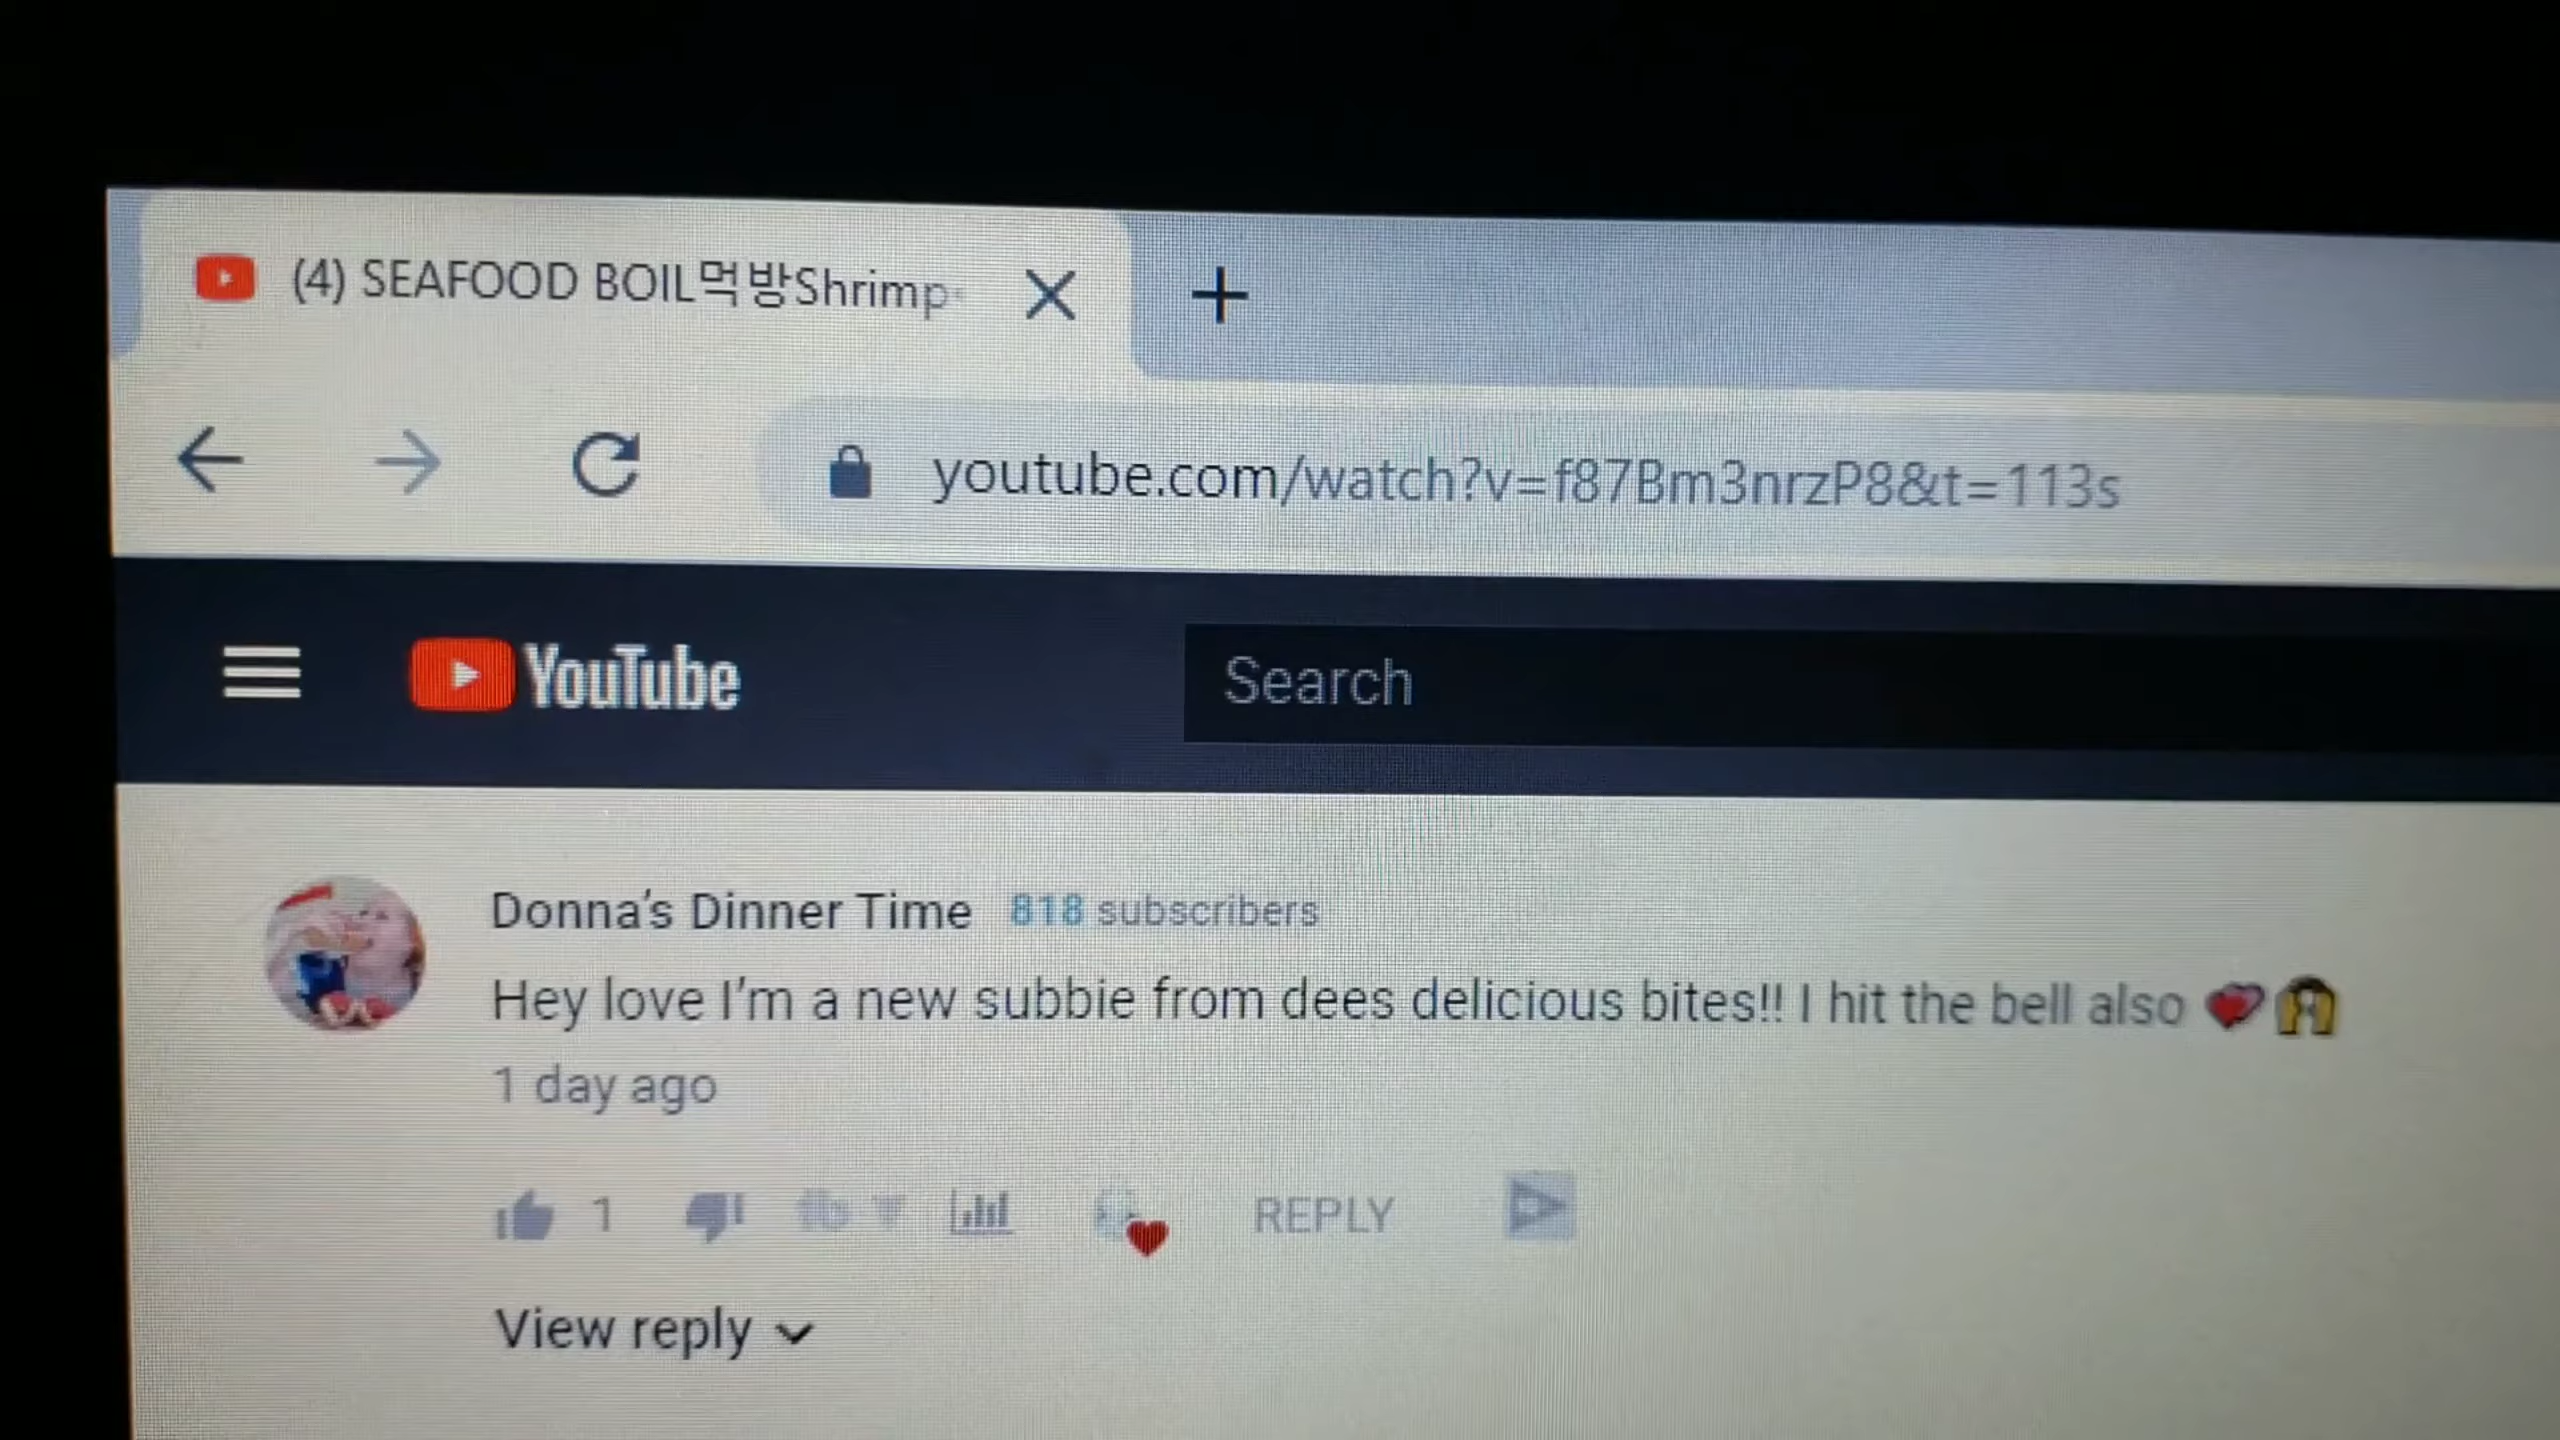 (4) SEAFOOD BOIL먹방Shrimp
youtube.com/watch?v=f87Bm3nrzP8&t=113s
YouTube
Search
Donna's Dinner Time 818 subscribers
Hey love I'm a new subbie from dees delicious bites!! I hit the bell also 💘🙆
1 day ago
1
REPLY
View reply